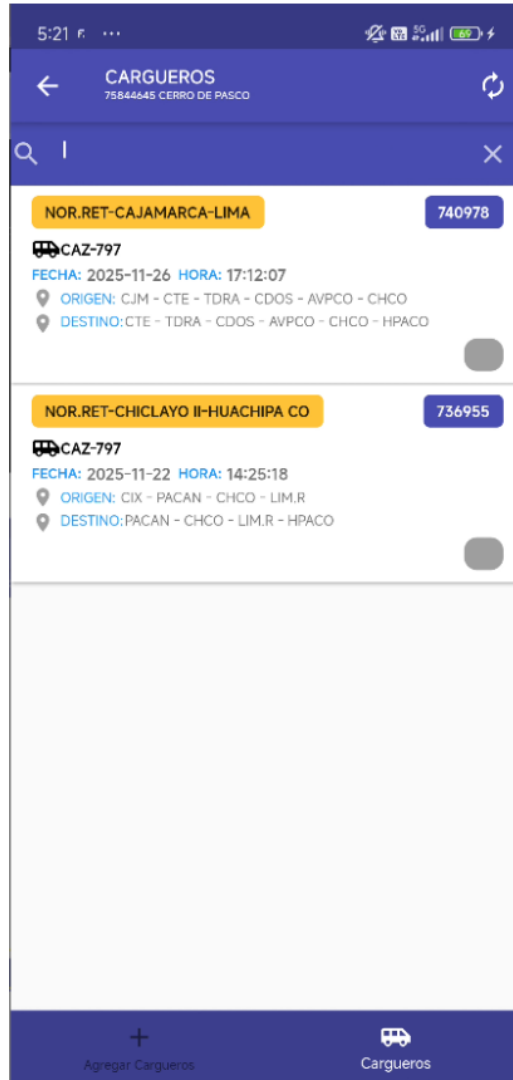 5:21 ...
5G 69
CARGUEROS
75844645 CERRO DE PASCO
NOR.RET-CAJAMARCA-LIMA 740978
CAZ-797
FECHA: 2025-11-26 HORA: 17:12:07
ORIGEN: CJM - CTE - TDRA - CDOS - AVPCO - CHCO
DESTINO:CTE - TDRA - CDOS - AVPCO - CHCO - HPACO
NOR.RET-CHICLAYO II-HUACHIPA CO 736955
CAZ-797
FECHA: 2025-11-22 HORA: 14:25:18
ORIGEN: CIX - PACAN - CHCO - LIM.R
DESTINO:PACAN - CHCO - LIM.R - HPACO
Agregar Cargueros
Cargueros